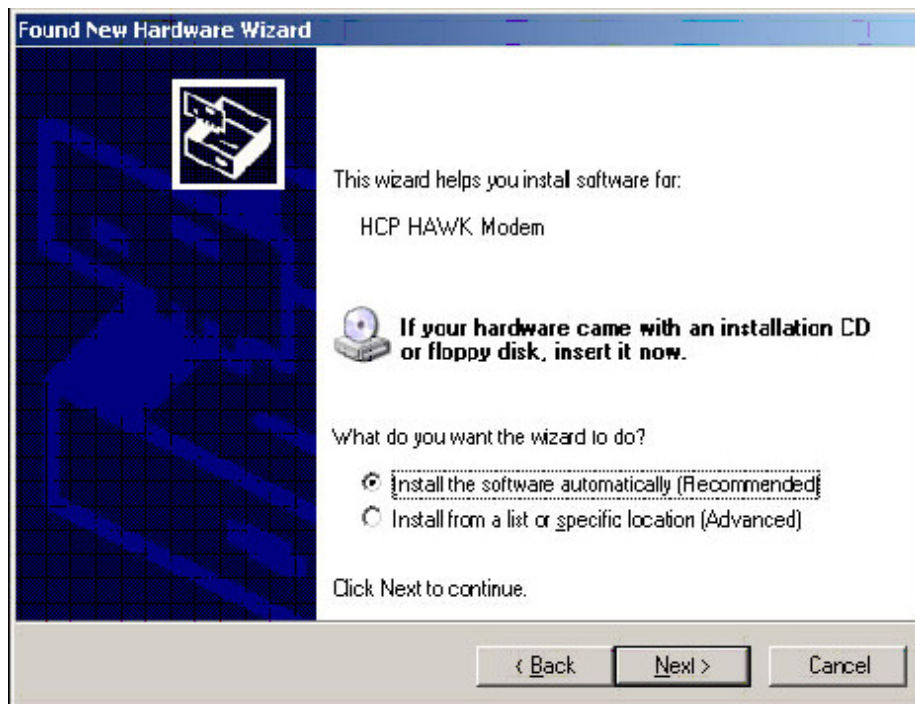 Found New Hardware Wizard
This wizard helps you install software for:
HCP HAWK Modem
If your hardware came with an installation CD
or floppy disk, insert it now.
What do you want the wizard to do?
Install the software automatically (Recommended)
Install from a list or specific location (Advanced)
Click Next to continue.
< Back Next > Cancel